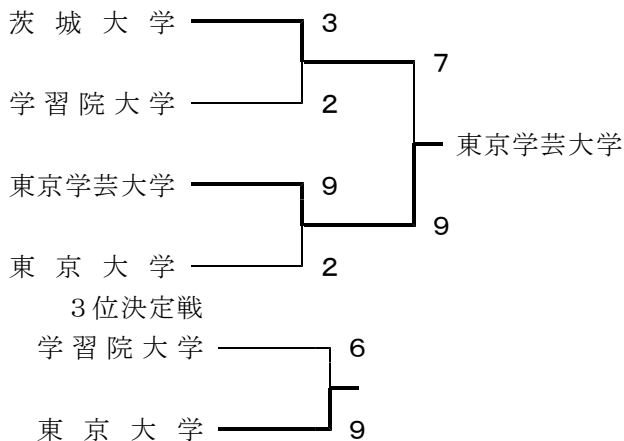 茨城大学 3
7
学習院大学 2
東京学芸大学
東京学芸大学 9
9
東京大学 2
3位決定戦
学習院大学 6
東京大学 9